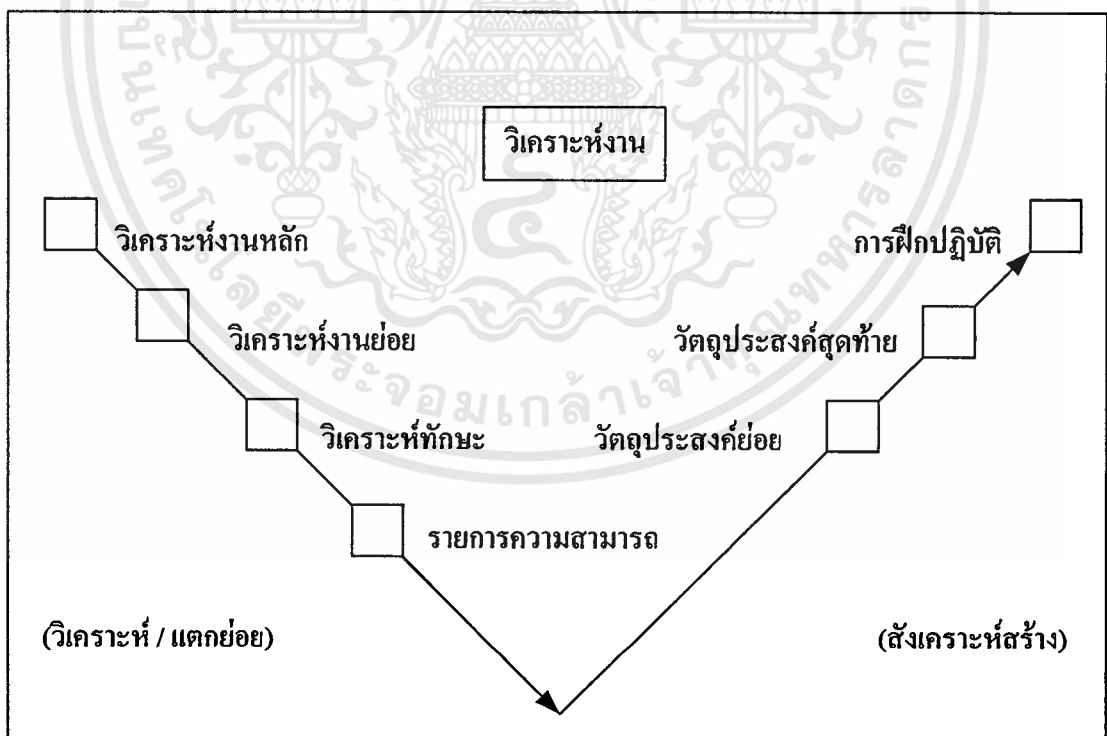 วิเคราะห์งาน
วิเคราะห์งานหลัก
การฝึกปฏิบัติ
วิเคราะห์งานย่อย
วัตถุประสงค์สุดท้าย
วิเคราะห์ทักษะ
วัตถุประสงค์ย่อย
รายการความสามารถ
(วิเคราะห์ / แตกย่อย)
(สังเคราะห์สร้าง)